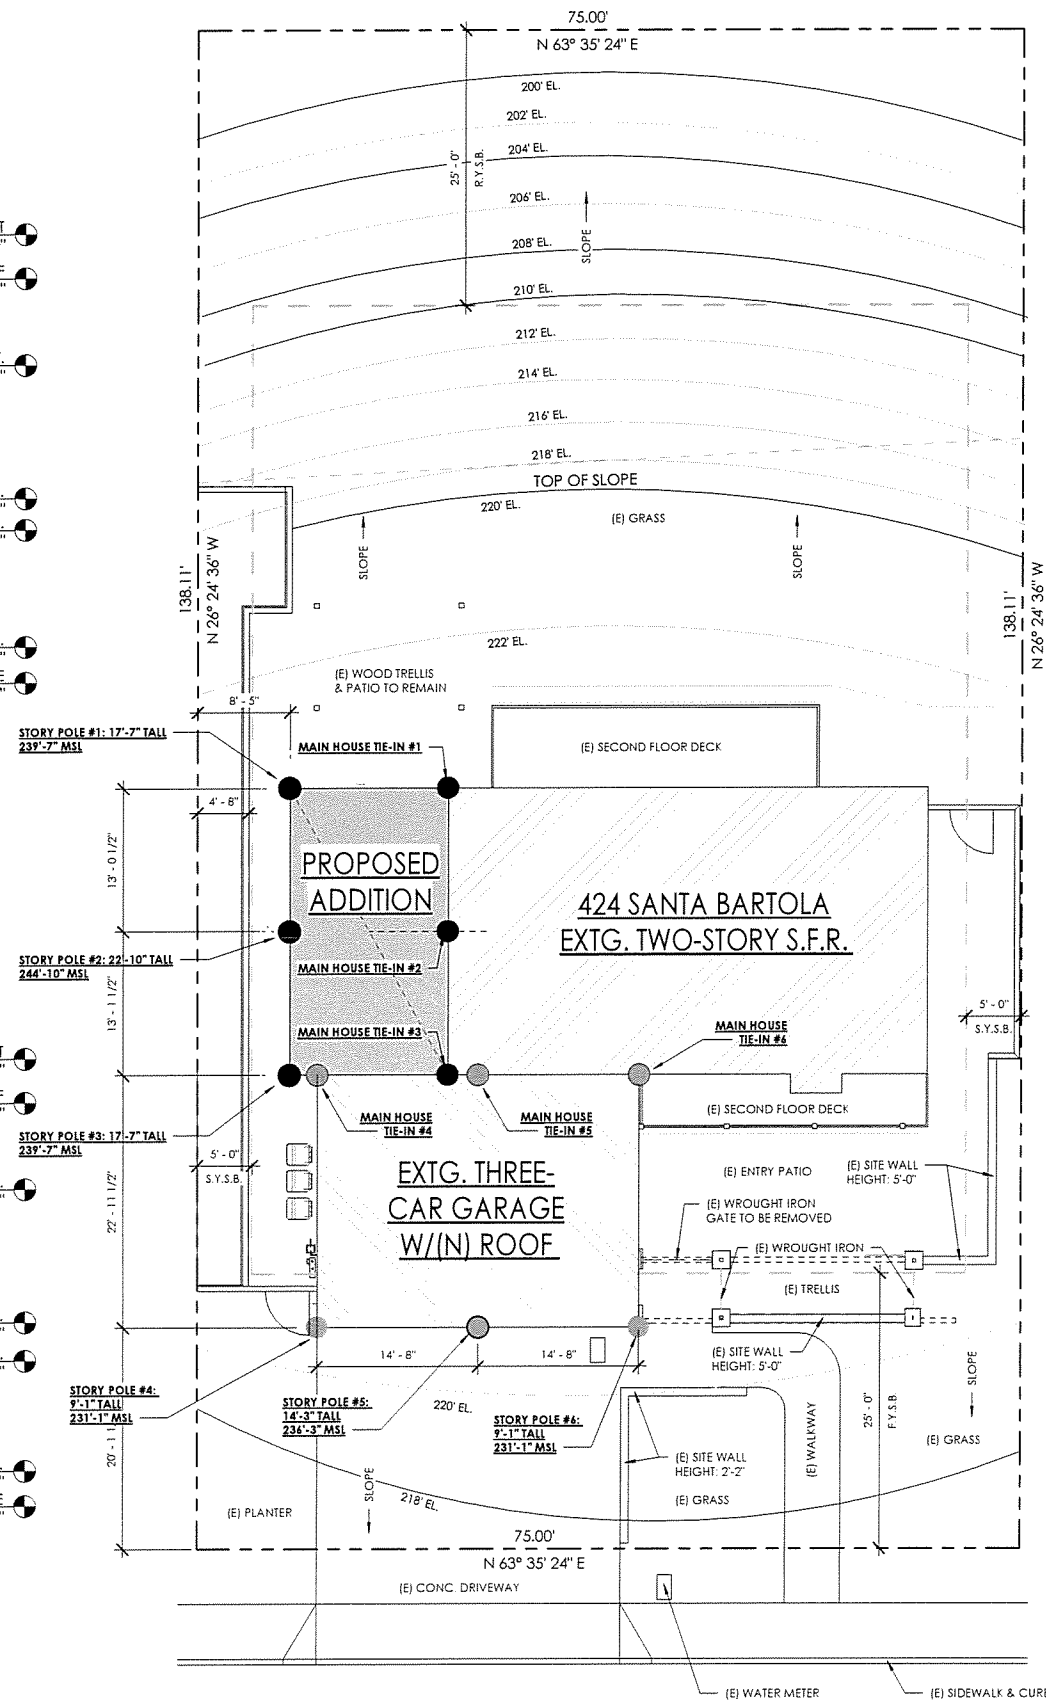 75.00'
N 63° 35' 24" E
200' EL.
202' EL.
204' EL.
25' - 0"
R.Y.S.B.
206' EL.
SLOPE
208' EL.
210' EL.
212' EL.
214' EL.
216' EL.
218' EL.
TOP OF SLOPE
220' EL.
(E) GRASS
SLOPE
SLOPE
138.11'
N 26° 24' 36" W
138.11'
N 26° 24' 36" W
222' EL.
(E) WOOD TRELLIS
& PATIO TO REMAIN
8' - 5"
STORY POLE #1: 17'-7" TALL
239'-7" MSL
MAIN HOUSE TIE-IN #1
(E) SECOND FLOOR DECK
4' - 8"
13' - 0 1/2"
PROPOSED
ADDITION
424 SANTA BARTOLA
EXTG. TWO-STORY S.F.R.
STORY POLE #2: 22'-10" TALL
244'-10" MSL
MAIN HOUSE TIE-IN #2
13' - 1 1/2"
5' - 0"
S.Y.S.B.
MAIN HOUSE TIE-IN #3
MAIN HOUSE
TIE-IN #6
MAIN HOUSE
TIE-IN #4
MAIN HOUSE
TIE-IN #5
(E) SECOND FLOOR DECK
STORY POLE #3: 17'-7" TALL
239'-7" MSL
5' - 0"
S.Y.S.B.
22' - 11 1/2"
EXTG. THREE-
CAR GARAGE
W/(N) ROOF
(E) ENTRY PATIO
(E) SITE WALL
HEIGHT: 5'-0"
(E) WROUGHT IRON
GATE TO BE REMOVED
(E) WROUGHT IRON
(E) TRELLIS
14' - 8"
14' - 8"
(E) SITE WALL
HEIGHT: 5'-0"
SLOPE
STORY POLE #4:
9'-1" TALL
231'-1" MSL
STORY POLE #5:
14'-3" TALL
236'-3" MSL
220' EL.
STORY POLE #6:
9'-1" TALL
231'-1" MSL
20' - 11
25' - 0"
F.Y.S.B.
(E) WALKWAY
(E) GRASS
(E) SITE WALL
HEIGHT: 2'-2"
(E) GRASS
SLOPE
218' EL.
(E) PLANTER
75.00'
N 63° 35' 24" E
(E) CONC. DRIVEWAY
(E) WATER METER
(E) SIDEWALK & CURB